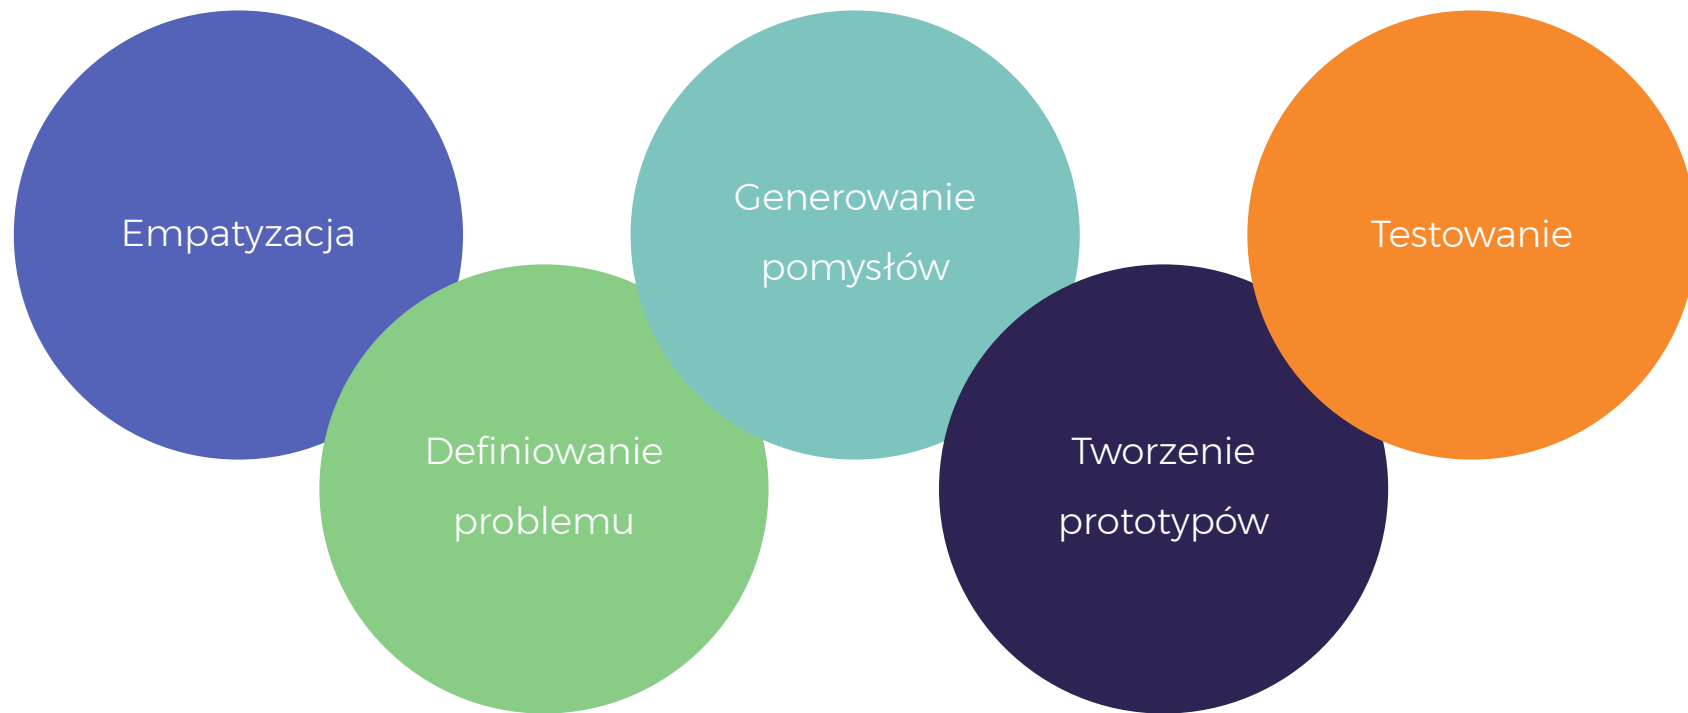 Empatyzacja
Definiowanie
problemu
Generowanie
pomysłów
Tworzenie
prototypów
Testowanie